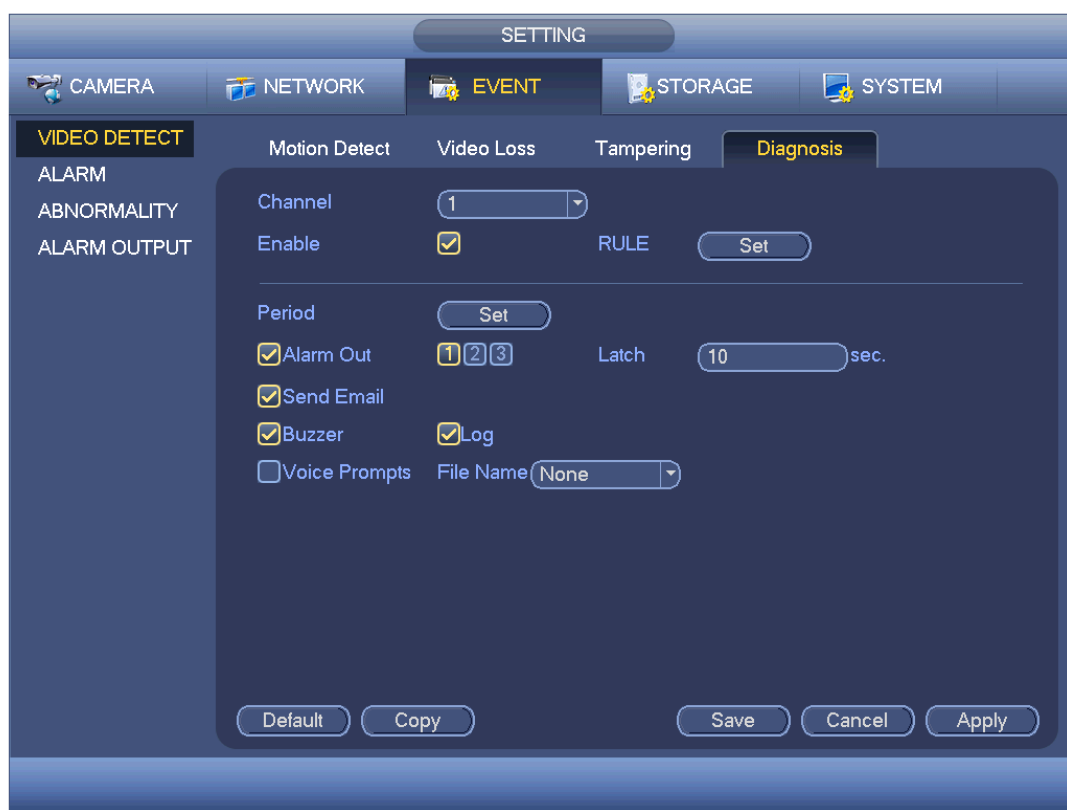 SETTING
CAMERA NETWORK EVENT STORAGE SYSTEM
VIDEO DETECT
ALARM
ABNORMALITY
ALARM OUTPUT
Motion Detect Video Loss Tampering Diagnosis
Channel 1
Enable RULE Set
Period Set
Alarm Out 1 2 3 Latch 10 sec.
Send Email
Buzzer Log
Voice Prompts File Name None
Default Copy Save Cancel Apply